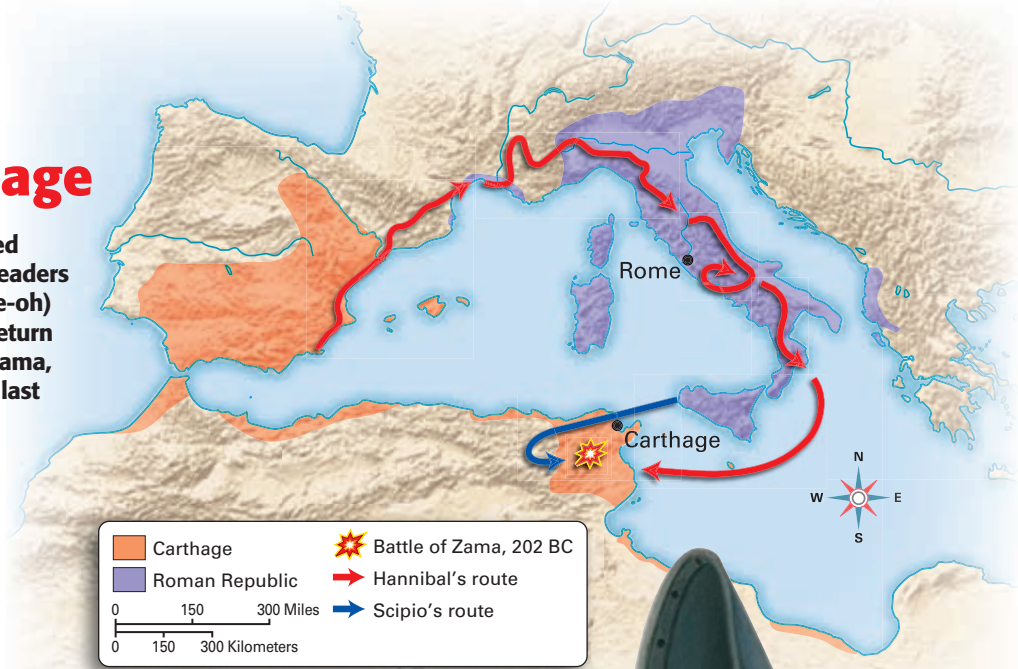 age
ed
eaders
e-oh)
eturn
ama,
last
Rome
Carthage
N
W E
S
Carthage
Roman Republic
0 150 300 Miles
0 150 300 Kilometers
Battle of Zama, 202 BC
Hannibal's route
Scipio's route